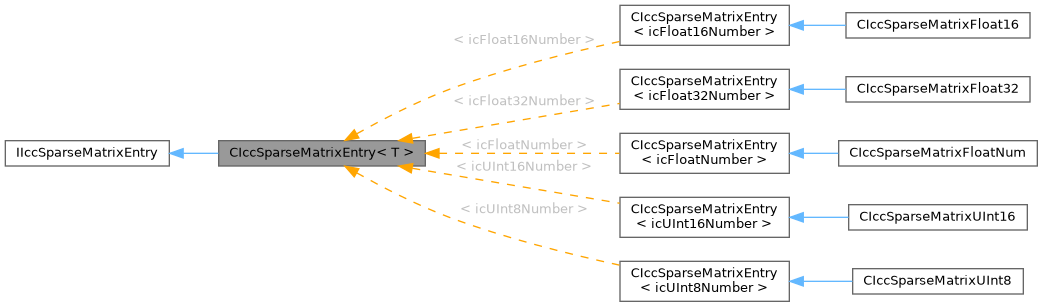 IIccSparseMatrixEntry
CIccSparseMatrixEntry< T >
< icFloat16Number >
< icFloat32Number >
< icFloatNumber >
< icUInt16Number >
< icUInt8Number >
CIccSparseMatrixEntry
< icFloat16Number >
CIccSparseMatrixFloat16
CIccSparseMatrixEntry
< icFloat32Number >
CIccSparseMatrixFloat32
CIccSparseMatrixEntry
< icFloatNumber >
CIccSparseMatrixFloatNum
CIccSparseMatrixEntry
< icUInt16Number >
CIccSparseMatrixUInt16
CIccSparseMatrixEntry
< icUInt8Number >
CIccSparseMatrixUInt8